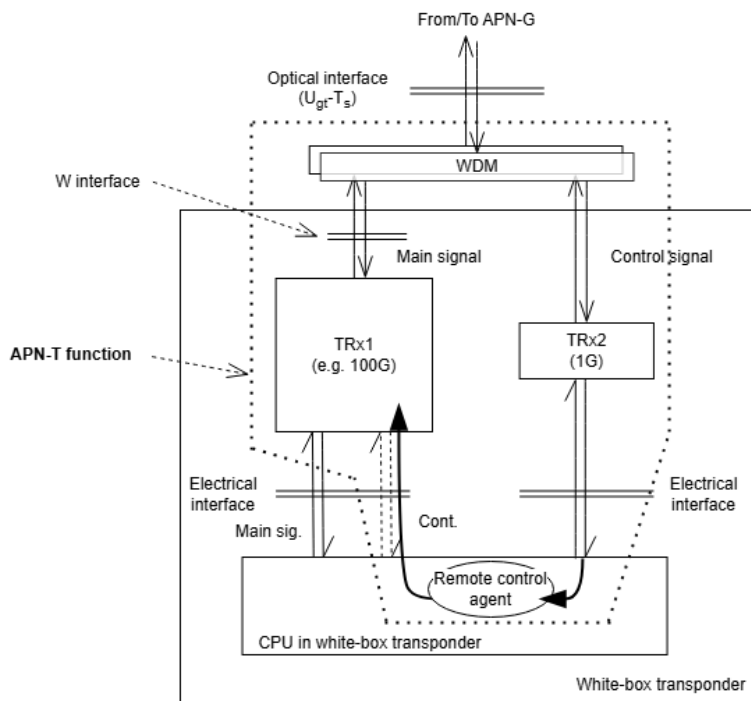 From/To APN-G
Optical interface
(Ugt-Ts)
WDM
W interface
Main signal
Control signal
TRx1
(e.g. 100G)
TRx2
(1G)
APN-T function
Electrical
interface
Electrical
interface
Main sig.
Cont.
Remote control
agent
CPU in white-box transponder
White-box transponder